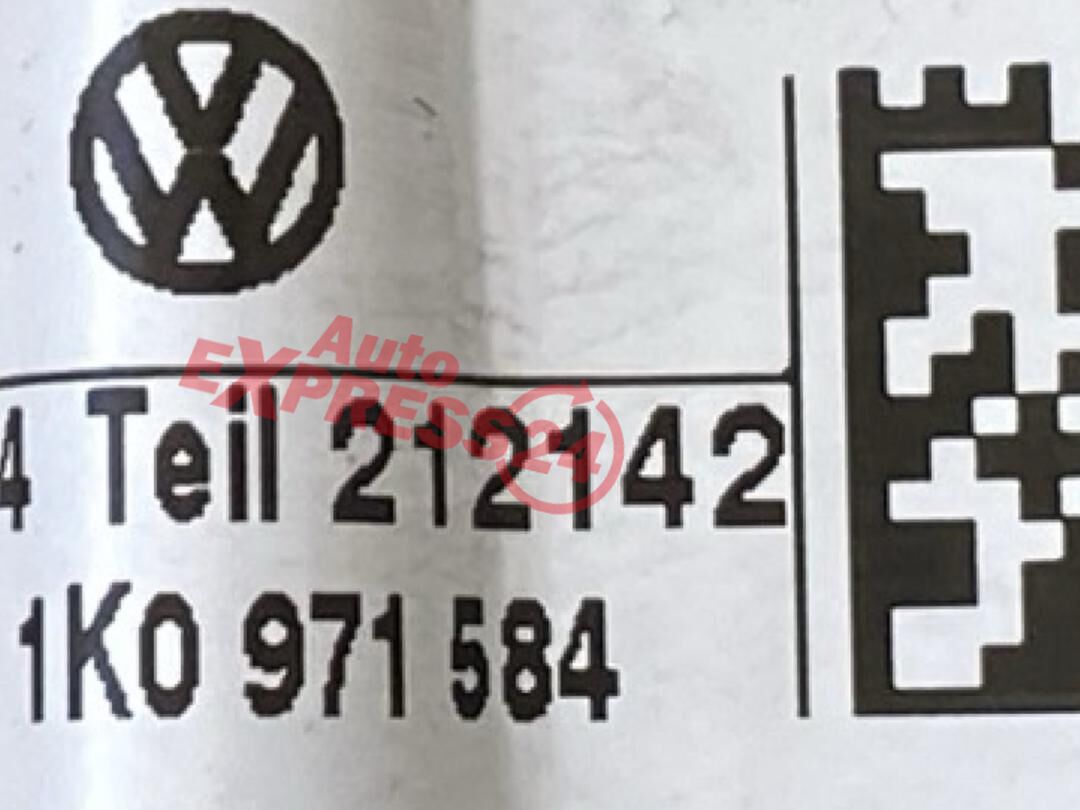 Auto
EXPRESS24
4 Teil 212142
1K0 971 584